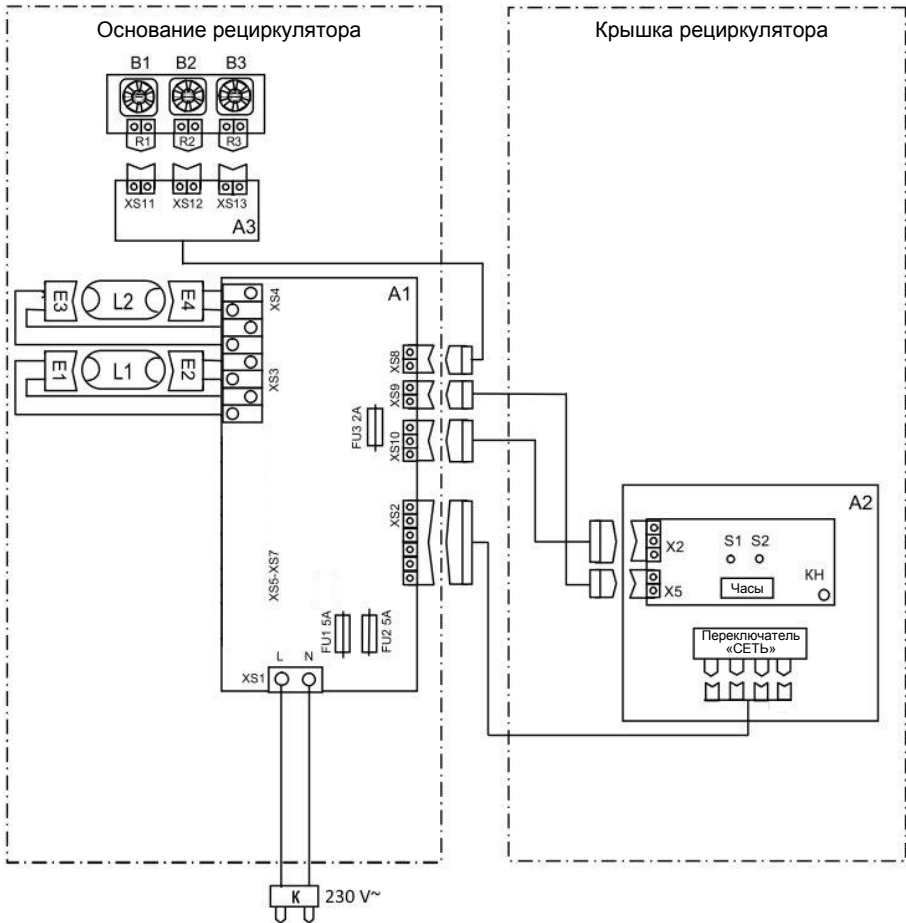 Основание рециркулятора
Крышка рециркулятора
B1 B2 B3
R1 R2 R3
XS11 XS12 XS13
A3
A1
E3 L2 E4
XS4
E1 L1 E2
XS3
XS8
XS9
FU3 2A
XS10
XS2
A2
S1 S2
X2
X5
Часы
КН
XS5-XS7
Переключатель
«СЕТЬ»
FU1 5A
FU2 5A
L N
XS1
К 230 V~